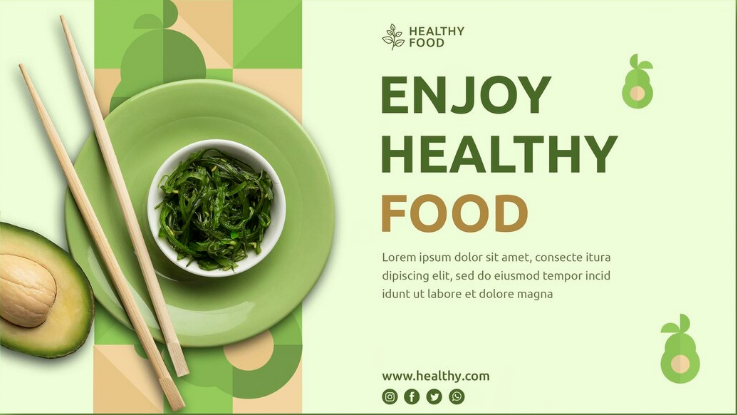 HEALTHY
FOOD
ENJOY
HEALTHY
FOOD
Lorem ipsum dolor sit amet, consecte itura
dipiscing elit, sed do eiusmod tempor incid
idunt ut labore et dolore magna
www.healthy.com